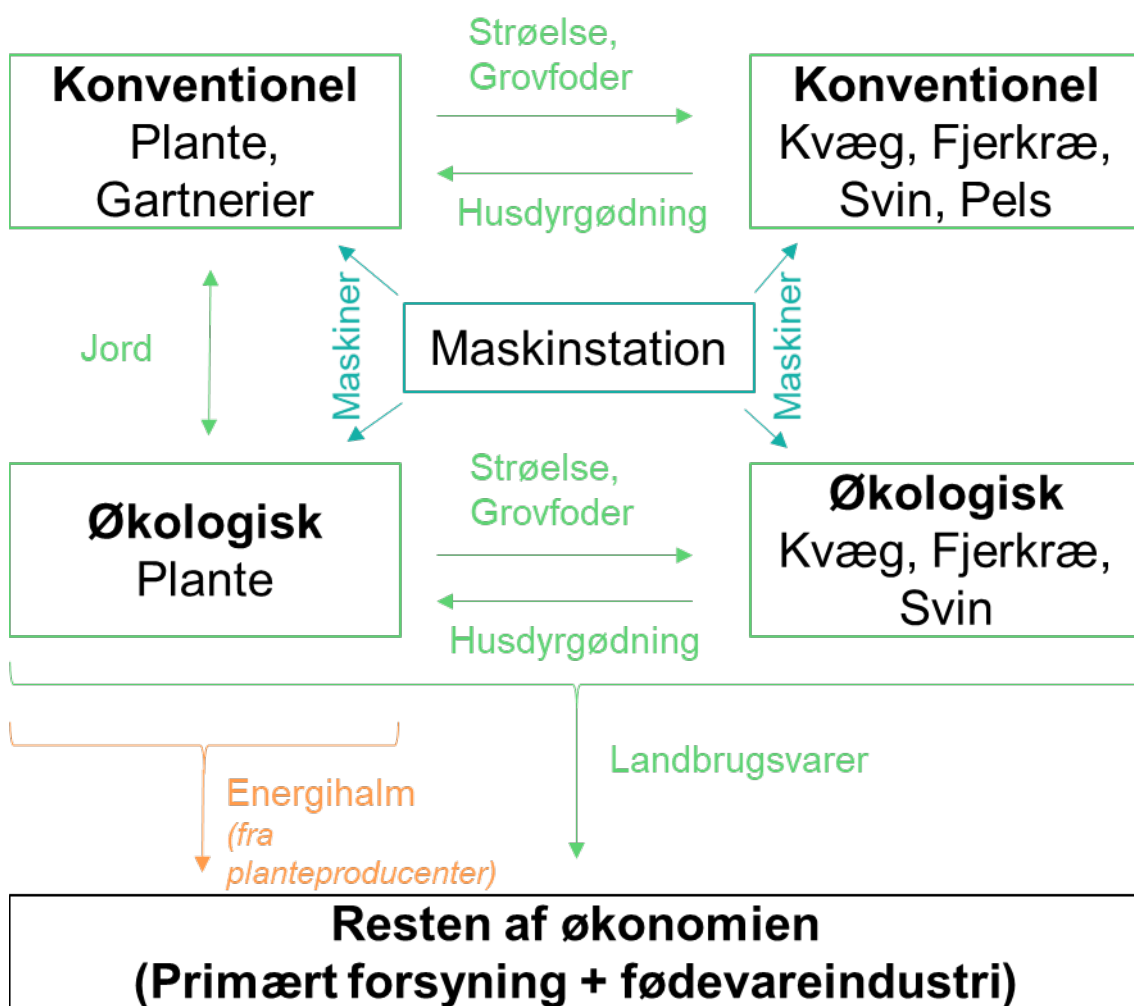 Konventionel
Plante,
Gartnerier
Strøelse,
Grovfoder
Husdyrgødning
Konventionel
Kvæg, Fjerkræ,
Svin, Pels
Jord
Maskiner
Maskinstation
Maskiner
Økologisk
Plante
Strøelse,
Grovfoder
Husdyrgødning
Økologisk
Kvæg, Fjerkræ,
Svin
Landbrugsvarer
Energihalm
(fra
planteproducenter)
Resten af økonomien
(Primært forsyning + fødevareindustri)